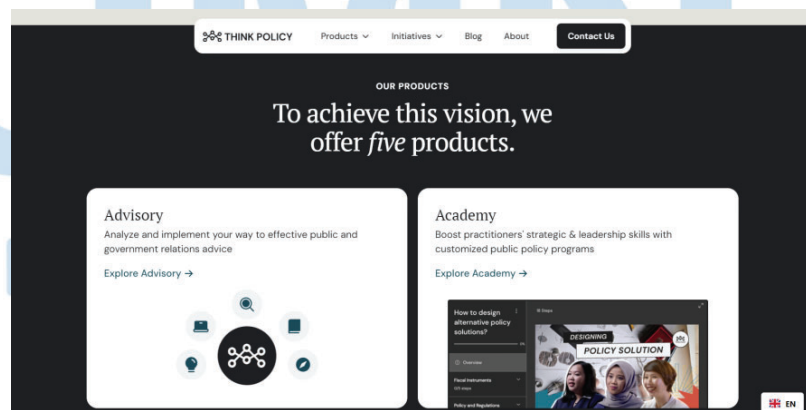 THINK POLICY Products Initiatives Blog About Contact Us
OUR PRODUCTS
To achieve this vision, we
offer five products.
Advisory
Analyze and implement your way to effective public and
government relations advice
Explore Advisory →
Academy
Boost practitioners' strategic & leadership skills with
customized public policy programs
Explore Academy →
How to design
alternative policy
solutions?
Overview
Fiscal Instruments
Policy and Regulations
Steps
DESIGNING
POLICY SOLUTION
EN